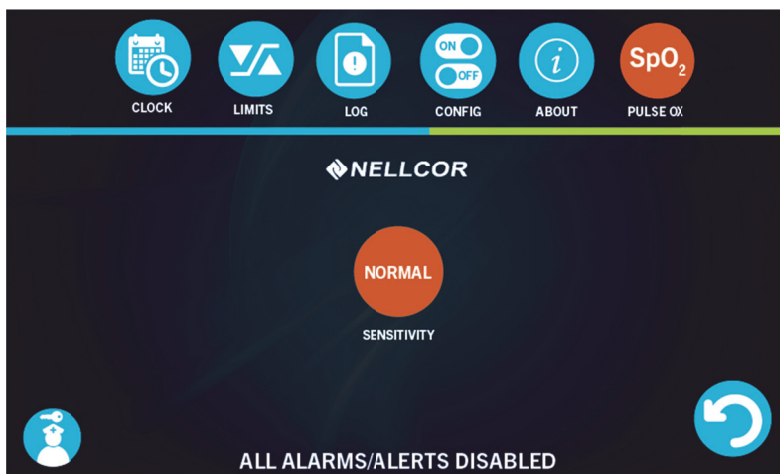 ON
OFF
i
SpO₂
CLOCK
LIMITS
LOG
CONFIG
ABOUT
PULSE OX
NELLCOR
NORMAL
SENSITIVITY
ALL ALARMS/ALERTS DISABLED